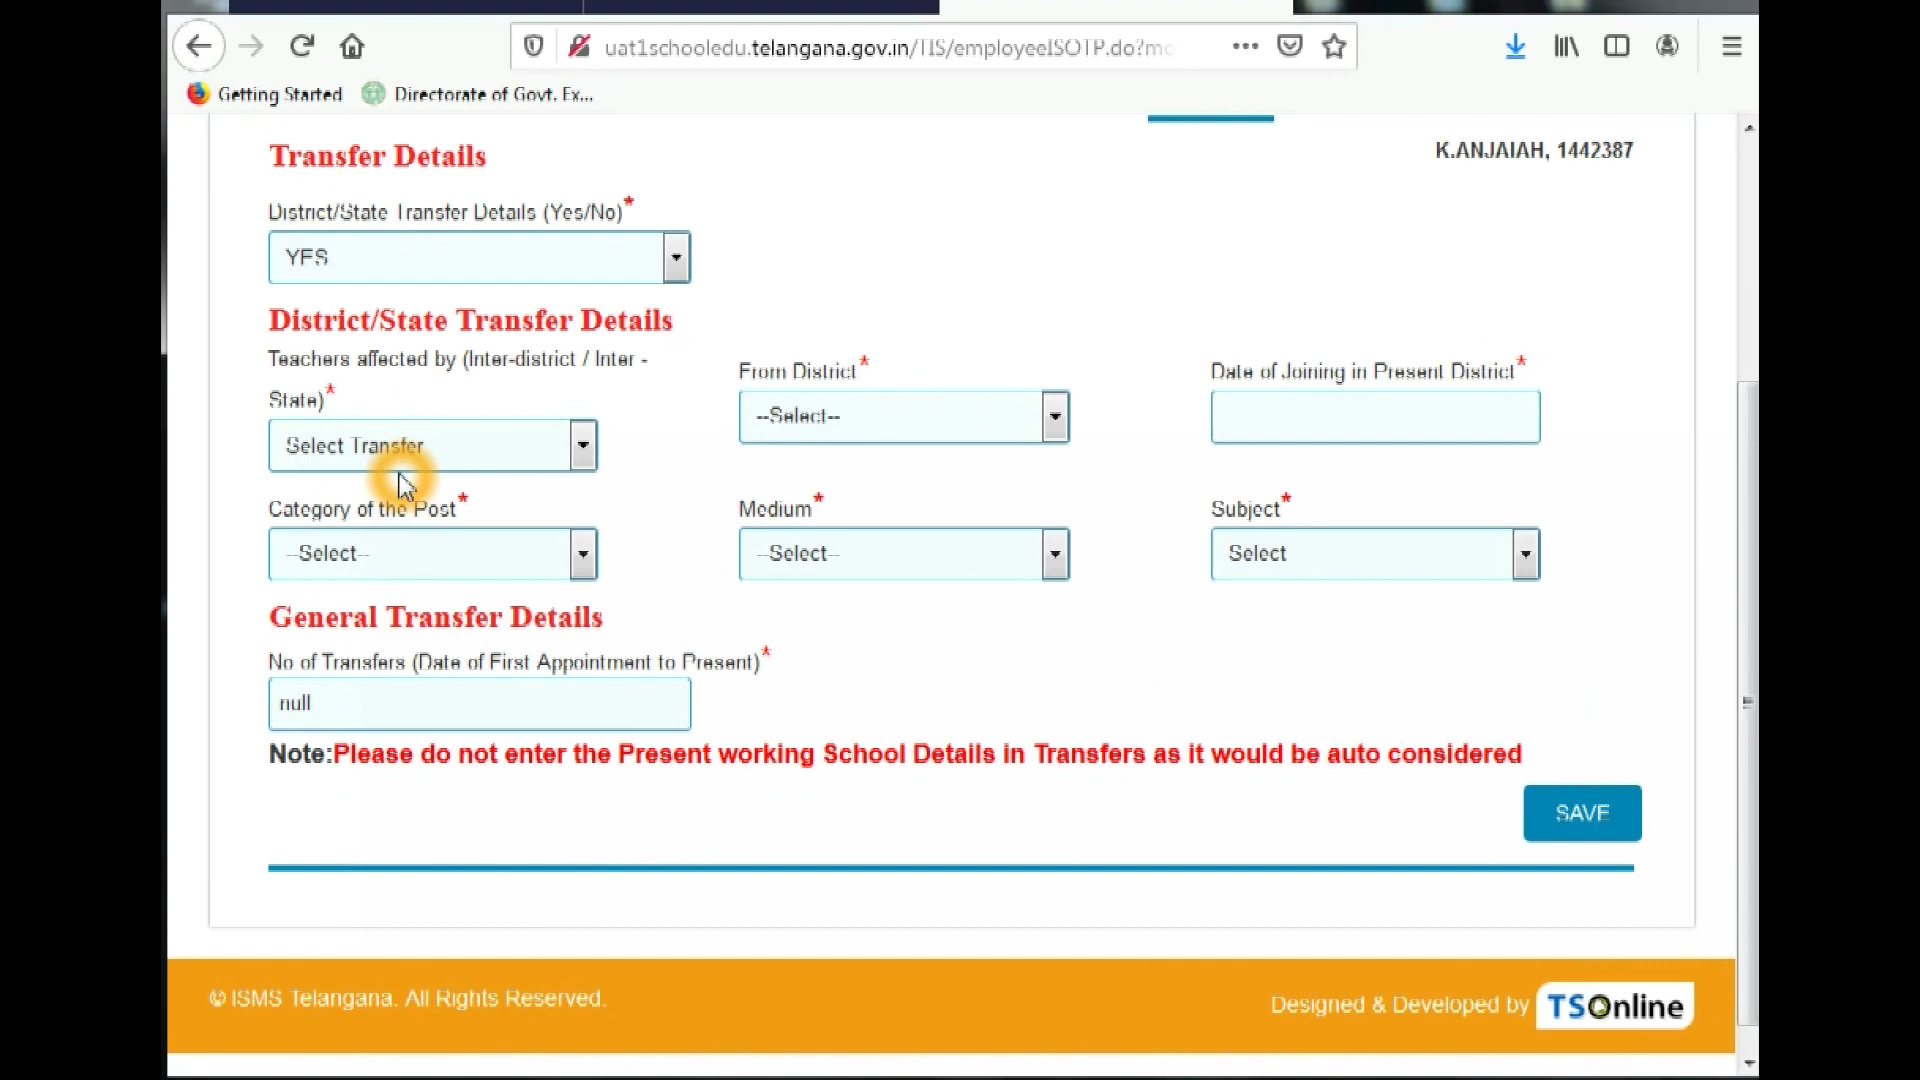 uat1schooledu.telangana.gov.in/TIS/employeeISOTP.do?mc
Getting Started
Directorate of Govt. Ex...
Transfer Details
K.ANJAIAH, 1442387
District/State Transfer Details (Yes/No)*
YES
District/State Transfer Details
Teachers affected by (Inter-district / Inter -
State)*
Select Transfer
From District*
--Select--
Date of Joining in Present District*
Category of the Post*
--Select--
Medium*
--Select--
Subject*
Select
General Transfer Details
No of Transfers (Date of First Appointment to Present)*
null
Note:Please do not enter the Present working School Details in Transfers as it would be auto considered
SAVE
© ISMS Telangana. All Rights Reserved.
Designed & Developed by TSOnline